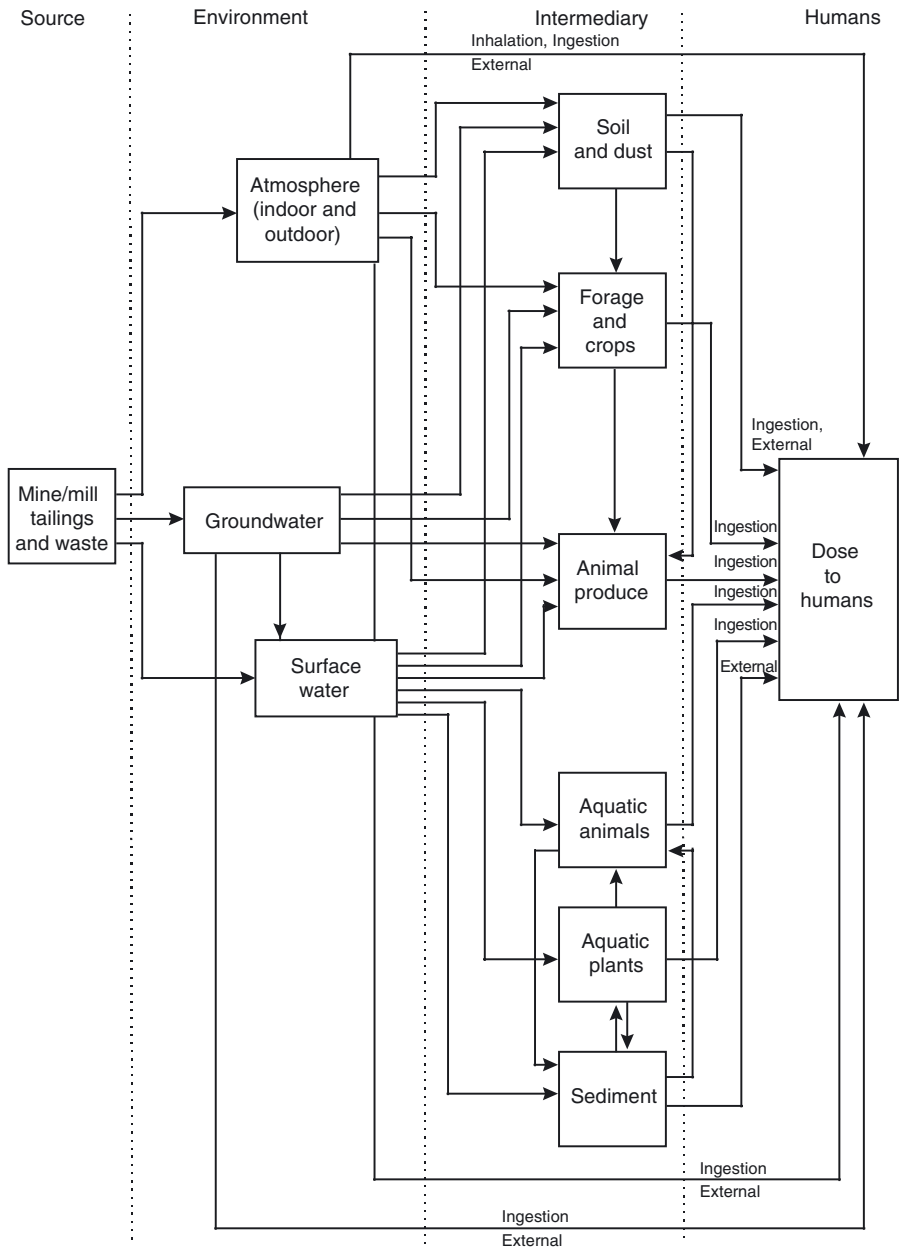 Source
Environment
Intermediary
Humans
Inhalation, Ingestion
External
Soil
and dust
Atmosphere
(indoor and
outdoor)
Forage
and
crops
Ingestion,
External
Mine/mill
tailings
and waste
Groundwater
Animal
produce
Ingestion
Ingestion
Ingestion
Ingestion
External
Dose
to
humans
Surface
water
Aquatic
animals
Aquatic
plants
Sediment
Ingestion
External
Ingestion
External